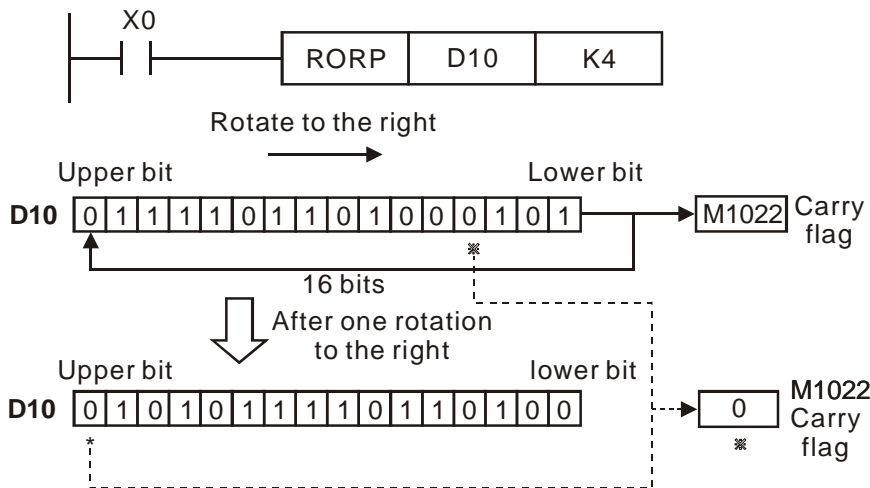 X0
RORP D10 K4
Rotate to the right
Upper bit Lower bit
D10 0 1 1 1 1 0 1 1 0 1 0 0 0 1 0 1 M1022 Carry
flag
※
16 bits
After one rotation
to the right
Upper bit lower bit
D10 0 1 0 1 0 1 1 1 1 0 1 1 0 1 0 0 0 M1022
Carry
flag
* ※